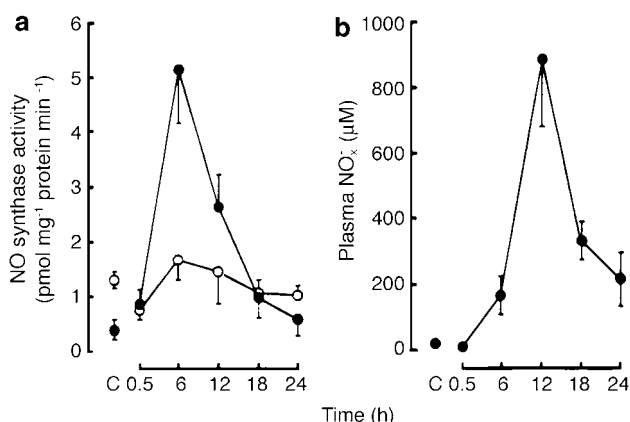 a
NO synthase activity
(pmol mg⁻¹ protein min ⁻¹)
6
5
4
3
2
1
0
C 0.5 6 12 18 24
b
Plasma NOₓ⁻ (μM)
1000
800
600
400
200
0
C 0.5 6 12 18 24
Time (h)